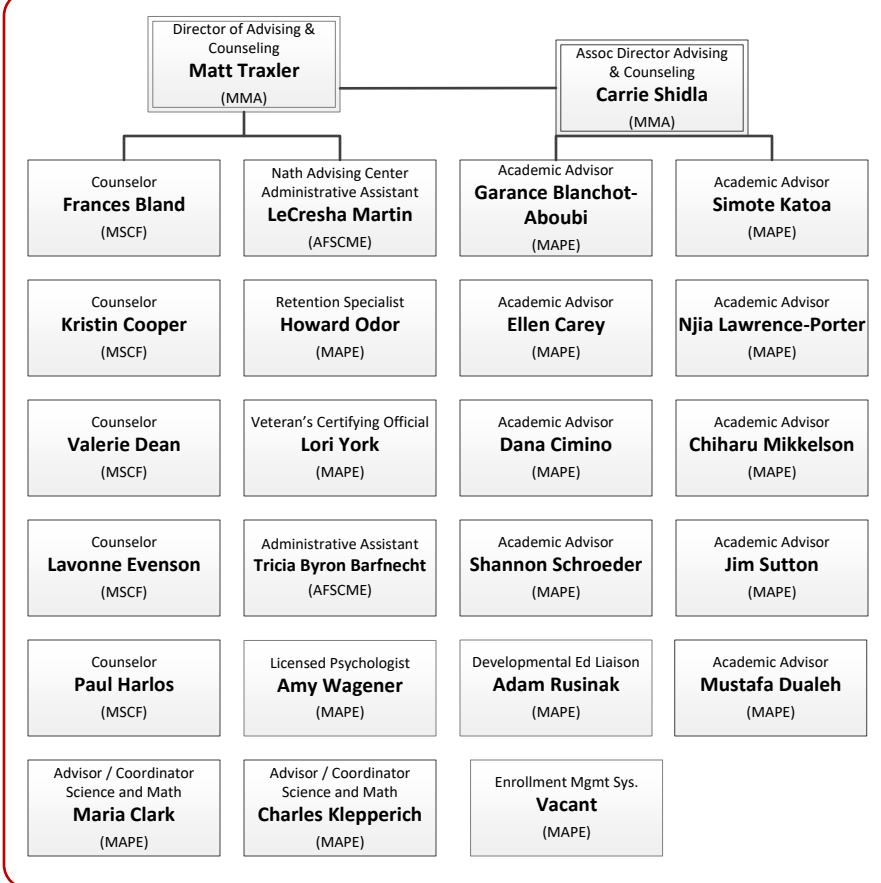 Director of Advising &
Counseling
Matt Traxler
(MMA)
Assoc Director Advising
& Counseling
Carrie Shidla
(MMA)
Counselor
Frances Bland
(MSCF)
Nath Advising Center
Administrative Assistant
LeCresha Martin
(AFSCME)
Academic Advisor
Garance Blanchot-
Aboubi
(MAPE)
Academic Advisor
Simote Katoa
(MAPE)
Counselor
Kristin Cooper
(MSCF)
Retention Specialist
Howard Odor
(MAPE)
Academic Advisor
Ellen Carey
(MAPE)
Academic Advisor
Njia Lawrence-Porter
(MAPE)
Counselor
Valerie Dean
(MSCF)
Veteran's Certifying Official
Lori York
(MAPE)
Academic Advisor
Dana Cimino
(MAPE)
Academic Advisor
Chiharu Mikkelson
(MAPE)
Counselor
Lavonne Evenson
(MSCF)
Administrative Assistant
Tricia Byron Barfnecht
(AFSCME)
Academic Advisor
Shannon Schroeder
(MAPE)
Academic Advisor
Jim Sutton
(MAPE)
Counselor
Paul Harlos
(MSCF)
Licensed Psychologist
Amy Wagener
(MAPE)
Developmental Ed Liaison
Adam Rusinak
(MAPE)
Academic Advisor
Mustafa Dualeh
(MAPE)
Advisor / Coordinator
Science and Math
Maria Clark
(MAPE)
Advisor / Coordinator
Science and Math
Charles Klepperich
(MAPE)
Enrollment Mgmt Sys.
Vacant
(MAPE)